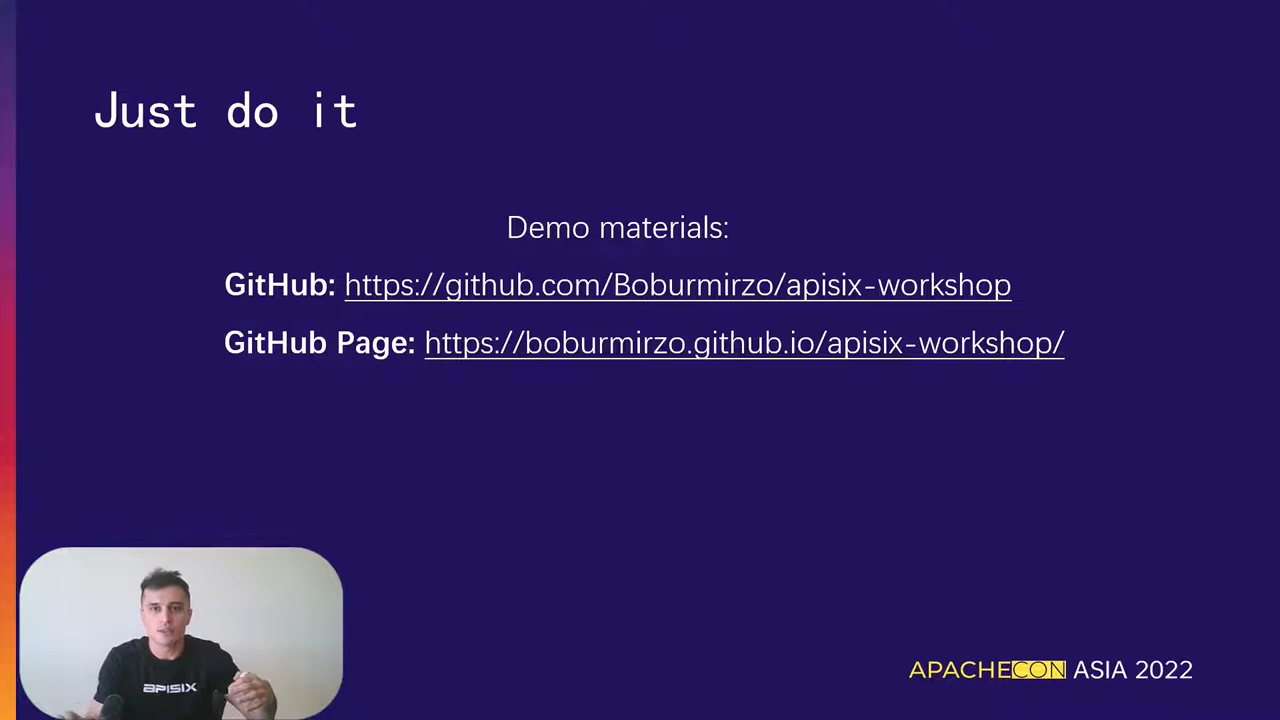 Just do it
Demo materials:
GitHub: https://github.com/Boburmirzo/apisix-workshop
GitHub Page: https://boburmirzo.github.io/apisix-workshop/
APISIX
APACHECON ASIA 2022